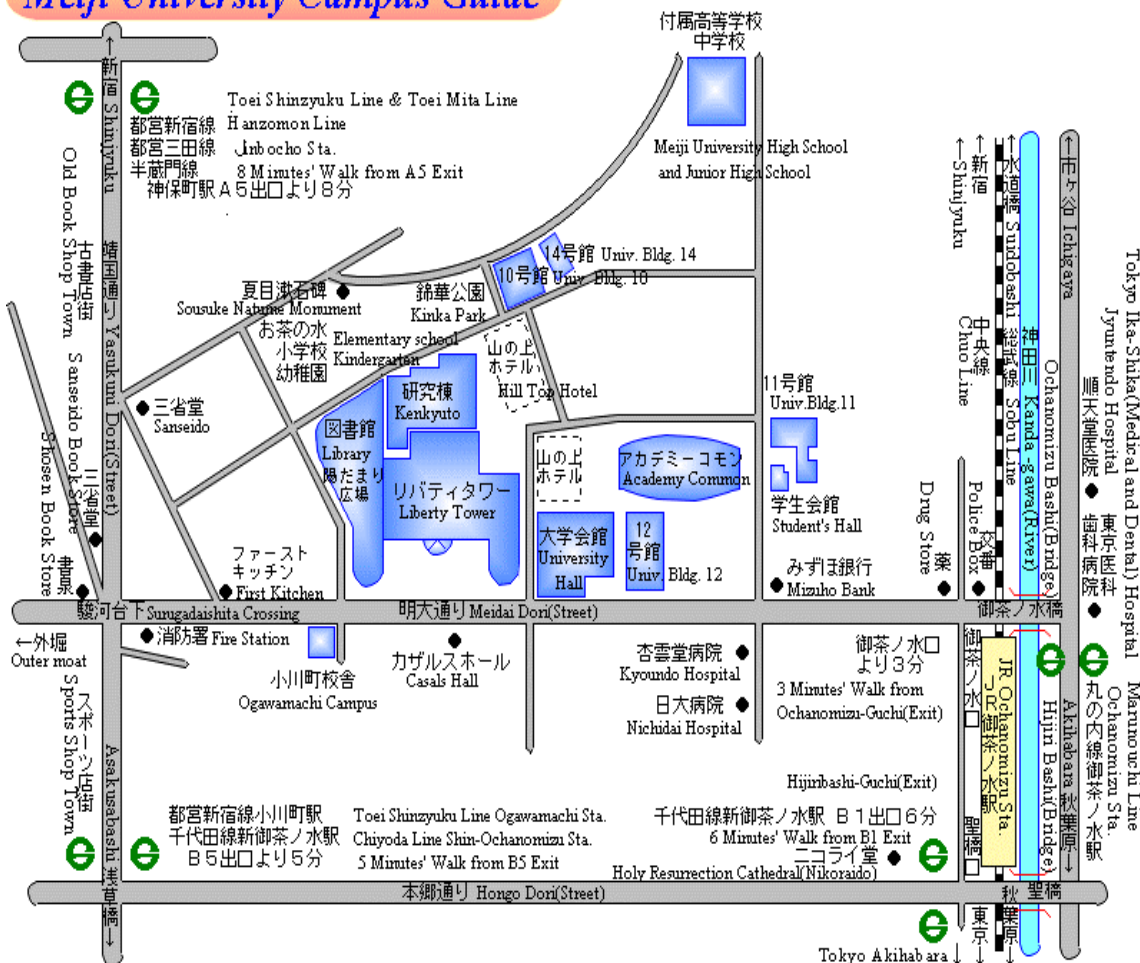 Meiji University Campus Guide
付属高等学校
中学校
Meiji University High School
and Junior High School
←新宿 Shinjyuku
都営新宿線
都営三田線
半蔵門線
神保町駅A5出口より8分
Toei Shinzyuku Line & Toei Mita Line
Hanzomon Line
Jinbocho Sta.
8 Minutes' Walk from A5 Exit
Old Book Shop Town
古書店街
靖国通り Yasukuni Dori(Street)
夏目漱石碑
Sousuke Natume Monument
お茶の水
小学校
幼稚園
Elementary school
Kindergarten
錦華公園
Kinka Park
10号館 Univ. Bldg. 10
14号館 Univ. Bldg. 14
山の上
ホテル
Hill Top Hotel
研究棟
Kenkyuto
図書館
Library
陽だまり
広場
リバティタワー
Liberty Tower
山の上
ホテル
アカデミーコモン
Academy Common
大学会館
University
Hall
12
号館
Univ. Bldg. 12
11号館
Univ.Bldg.11
学生会館
Student's Hall
みずほ銀行
Mizuho Bank
Drug Store
薬
Police Box
交番
三省堂
Sanseido
Sanseido Book Store
三省堂
Shosen Book Store
書泉
ファースト
キッチン
First Kitchen
駿河台下 Surugadaishita Crossing
明大通り Meidai Dori(Street)
御茶ノ水橋
←外堀
Outer moat
消防署 Fire Station
小川町校舎
Ogawamachi Campus
カザルスホール
Casals Hall
杏雲堂病院
Kyoundo Hospital
日大病院
Nichidai Hospital
御茶ノ水口
より3分
3 Minutes' Walk from
Ochanomizu-Guchi(Exit)
御茶ノ水口
Hijiribashi-Guchi(Exit)
聖橋口
JR Ochanomizu Sta.
JR御茶ノ水駅
←Shinjyuku
←新宿
←水道橋 Suidobashi
中央線
Chuo Line
総武線 Sobu Line
Kanda -gawa(River)
Ochanomizu Bashi(Bridge)
←市ヶ谷 Ichigaya
Jyuntendo Hospital
順天堂医院
Tokyo Ika-Shika(Medical and Dental) Hospital
東京医科
歯科病院
Marunouchi Line
Ochanomizu Sta.
丸の内線御茶ノ水駅
Hijiri Bashi(Bridge)
Akihabara 秋葉原→
スポーツ店街
Sports Shop Town
Asakusabashi 浅草橋→
都営新宿線小川町駅
千代田線新御茶ノ水駅
B5出口より5分
Toei Shinzyuku Line Ogawamachi Sta.
Chiyoda Line Shin-Ochanomizu Sta.
5 Minutes' Walk from B5 Exit
千代田線新御茶ノ水駅 B1出口6分
6 Minutes' Walk from B1 Exit
ニコライ堂
Holy Resurrection Cathedral(Nikoraido)
本郷通り Hongo Dori(Street)
聖橋
東京→
秋葉原→
Tokyo Akihabara↓